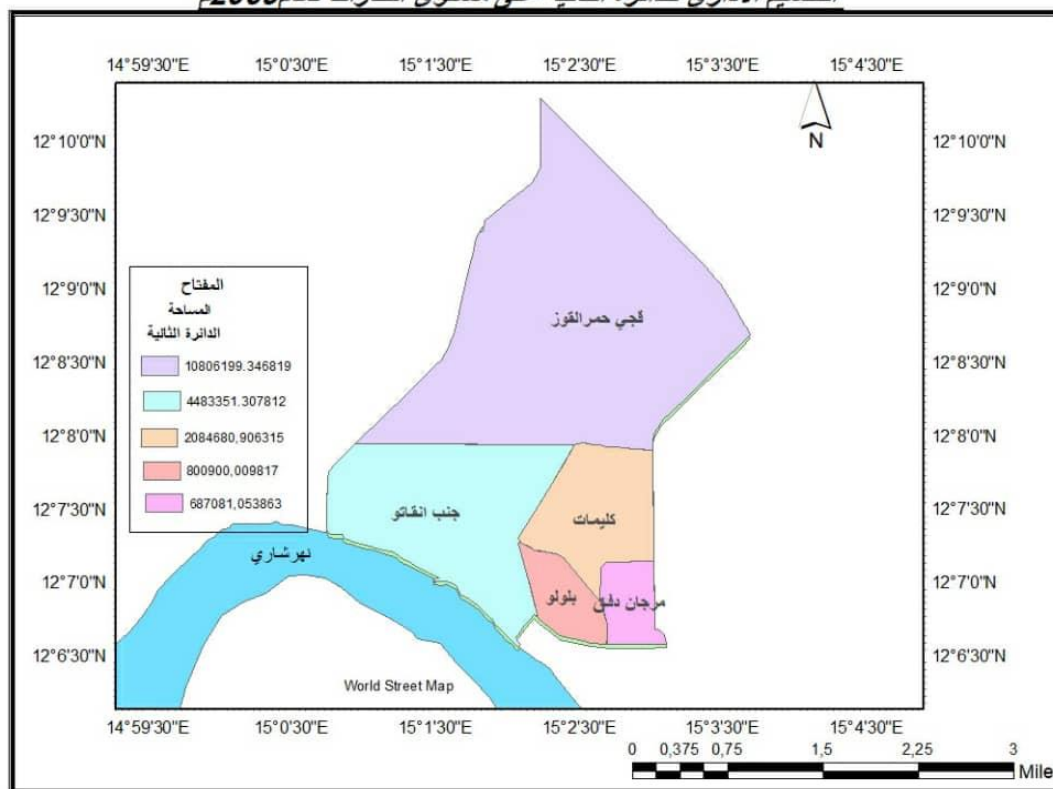 14°59'30"E 15°0'30"E 15°1'30"E 15°2'30"E 15°3'30"E 15°4'30"E
N
12°10'0"N 12°10'0"N
12°9'30"N 12°9'30"N
12°9'0"N 12°9'0"N
12°8'30"N 12°8'30"N
12°8'0"N 12°8'0"N
12°7'30"N 12°7'30"N
12°7'0"N 12°7'0"N
12°6'30"N 12°6'30"N
المفتاح
المساحة
الدائرة الثانية
10806199.346819
4483351.307812
2084680,906315
800900,009817
687081,053863
قجي حمرالقوز
جنب انقاتو
كليمات
بلولو
مرجان دفق
نهرشاري
World Street Map
14°59'30"E 15°0'30"E 15°1'30"E 15°2'30"E 15°3'30"E 15°4'30"E
0 0,375 0,75 1,5 2,25 3
Mile